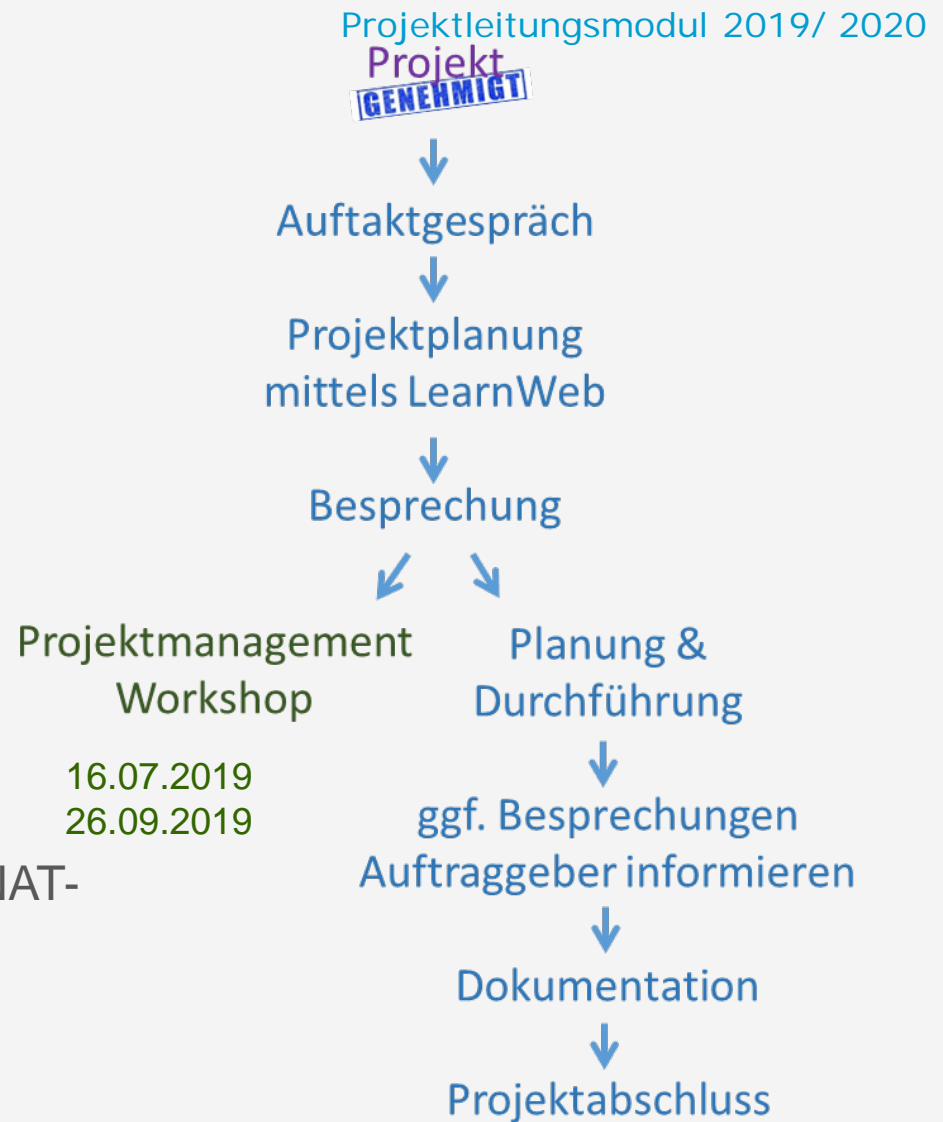 Projektleitungsmodul 2019/ 2020
Projekt
GENEHMIGT
Auftaktgespräch
Projektplanung
mittels LearnWeb
Besprechung
Projektmanagement
Workshop
16.07.2019
26.09.2019
Planung &
Durchführung
ggf. Besprechungen
Auftraggeber informieren
Dokumentation
Projektabschluss